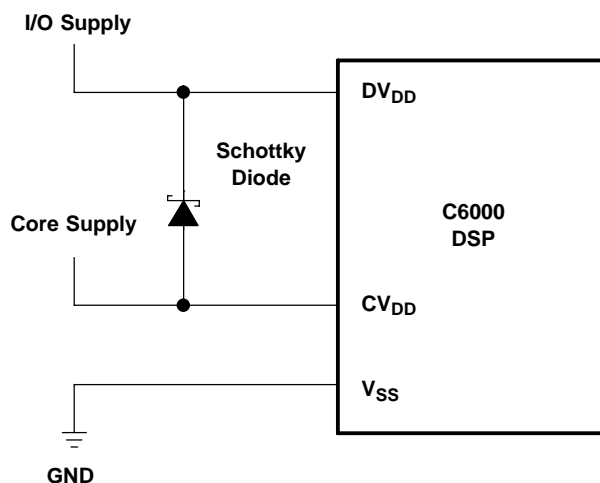 I/O Supply
DVDD
Schottky
Diode
C6000
DSP
Core Supply
CVDD
VSS
GND